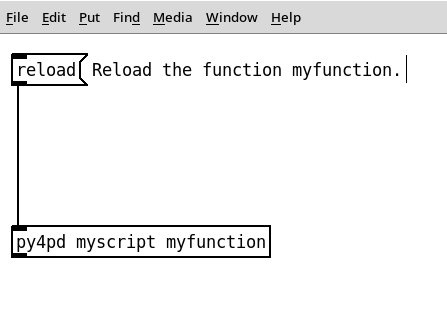 File Edit Put Find Media Window Help
reload Reload the function myfunction.
py4pd myscript myfunction